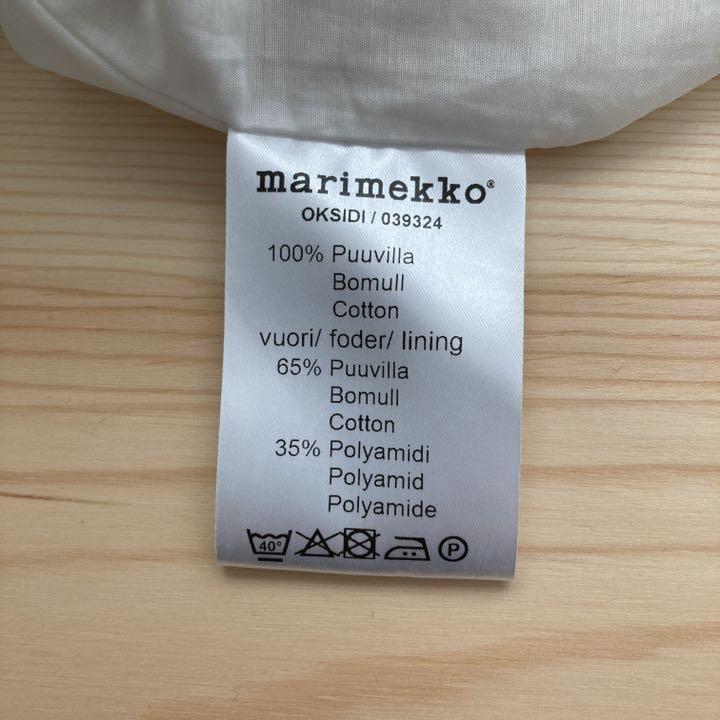 marimekko®
OKSIDI / 039324
100% Puuvilla
Bomull
Cotton
vuori/ foder/ lining
65% Puuvilla
Bomull
Cotton
35% Polyamidi
Polyamid
Polyamide
40° P